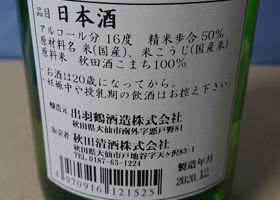 品目 日本酒
アルコール分 16度 精米歩合 50%
原材料名 米(国産)、米こうじ(国産米)
原料米 秋田酒こまち100%
・お酒は20歳になってから。
・妊娠中や授乳期の飲酒はお控え下さい。
醸造元 出羽鶴酒造株式会社
秋田県大仙市南外字悪戸野81
販売者 秋田清酒株式会社
秋田県大仙市戸地谷字天ケ沢83-1
TEL. 0187-63-1224
製造年月
2020.12
4970916121525